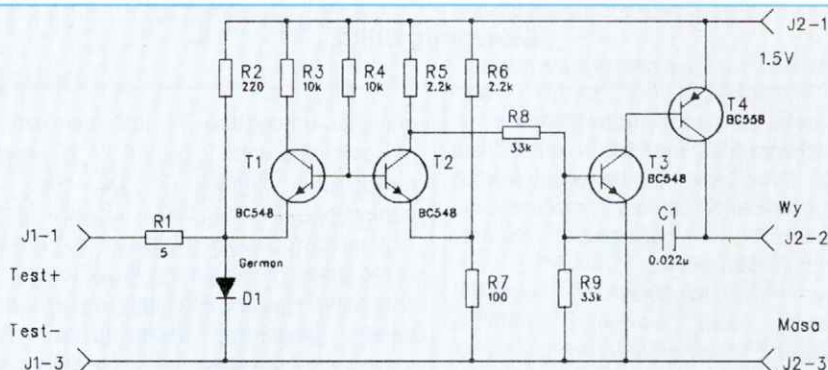 J2-1
1.5V
R2
220
R3
10k
R4
10k
R5
2.2k
R6
2.2k
T4
BC558
R8
33k
T1
BC548
T2
BC548
T3
BC548
R1
5
J1-1
Test+
German
D1
C1
0.022u
Wy
J2-2
R7
100
R9
33k
Test-
J1-3
Masa
J2-3